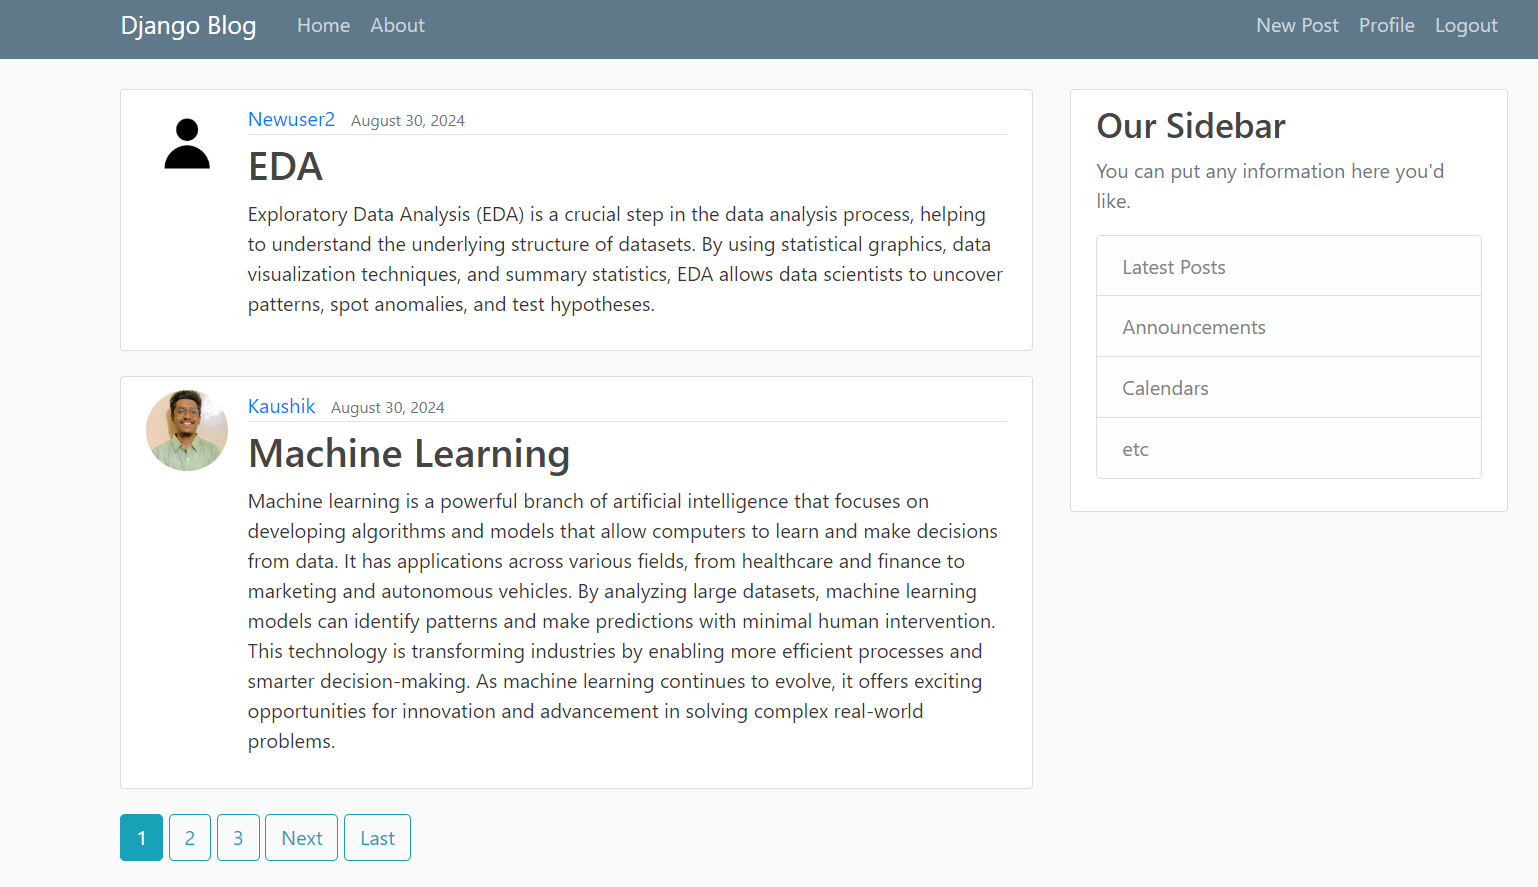 Django Blog Home About New Post Profile Logout
Newuser2 August 30, 2024
EDA
Exploratory Data Analysis (EDA) is a crucial step in the data analysis process, helping
to understand the underlying structure of datasets. By using statistical graphics, data
visualization techniques, and summary statistics, EDA allows data scientists to uncover
patterns, spot anomalies, and test hypotheses.
Kaushik August 30, 2024
Machine Learning
Machine learning is a powerful branch of artificial intelligence that focuses on
developing algorithms and models that allow computers to learn and make decisions
from data. It has applications across various fields, from healthcare and finance to
marketing and autonomous vehicles. By analyzing large datasets, machine learning
models can identify patterns and make predictions with minimal human intervention.
This technology is transforming industries by enabling more efficient processes and
smarter decision-making. As machine learning continues to evolve, it offers exciting
opportunities for innovation and advancement in solving complex real-world
problems.
1 2 3 Next Last
Our Sidebar
You can put any information here you'd
like.
Latest Posts
Announcements
Calendars
etc